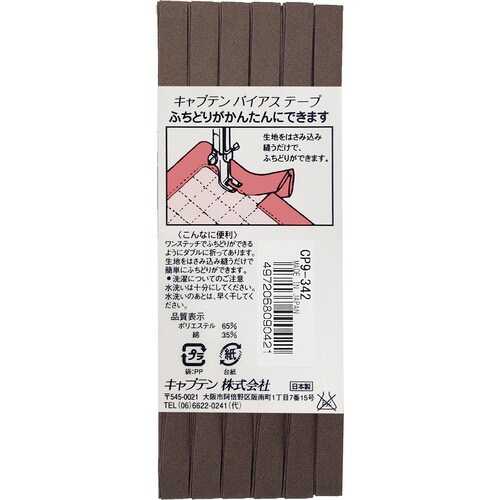 キャプテン バイアス テープ
ふちどりがかんたんにできます
生地をはさみ込み
縫うだけで、
ふちどりができます。
〈こんなに便利〉
ワンステッチでふちどりができる
ようにダブルに折ってあります。
生地をはさみ込み縫うだけで
簡単にふちどりができます。
●洗濯についてのご注意
水洗いは十分にしてください。
水洗いのあとは、早く干してく
ださい。
CP9-342
MADE IN JAPAN
4972068090421
品質表示
ポリエステル 65%
綿 35%
プラ
袋:PP
紙
台紙
キャプテン 株式会社
日本製
〒545-0021 大阪市阿倍野区阪南町1丁目7番15号
TEL(06)6622-0241(代)